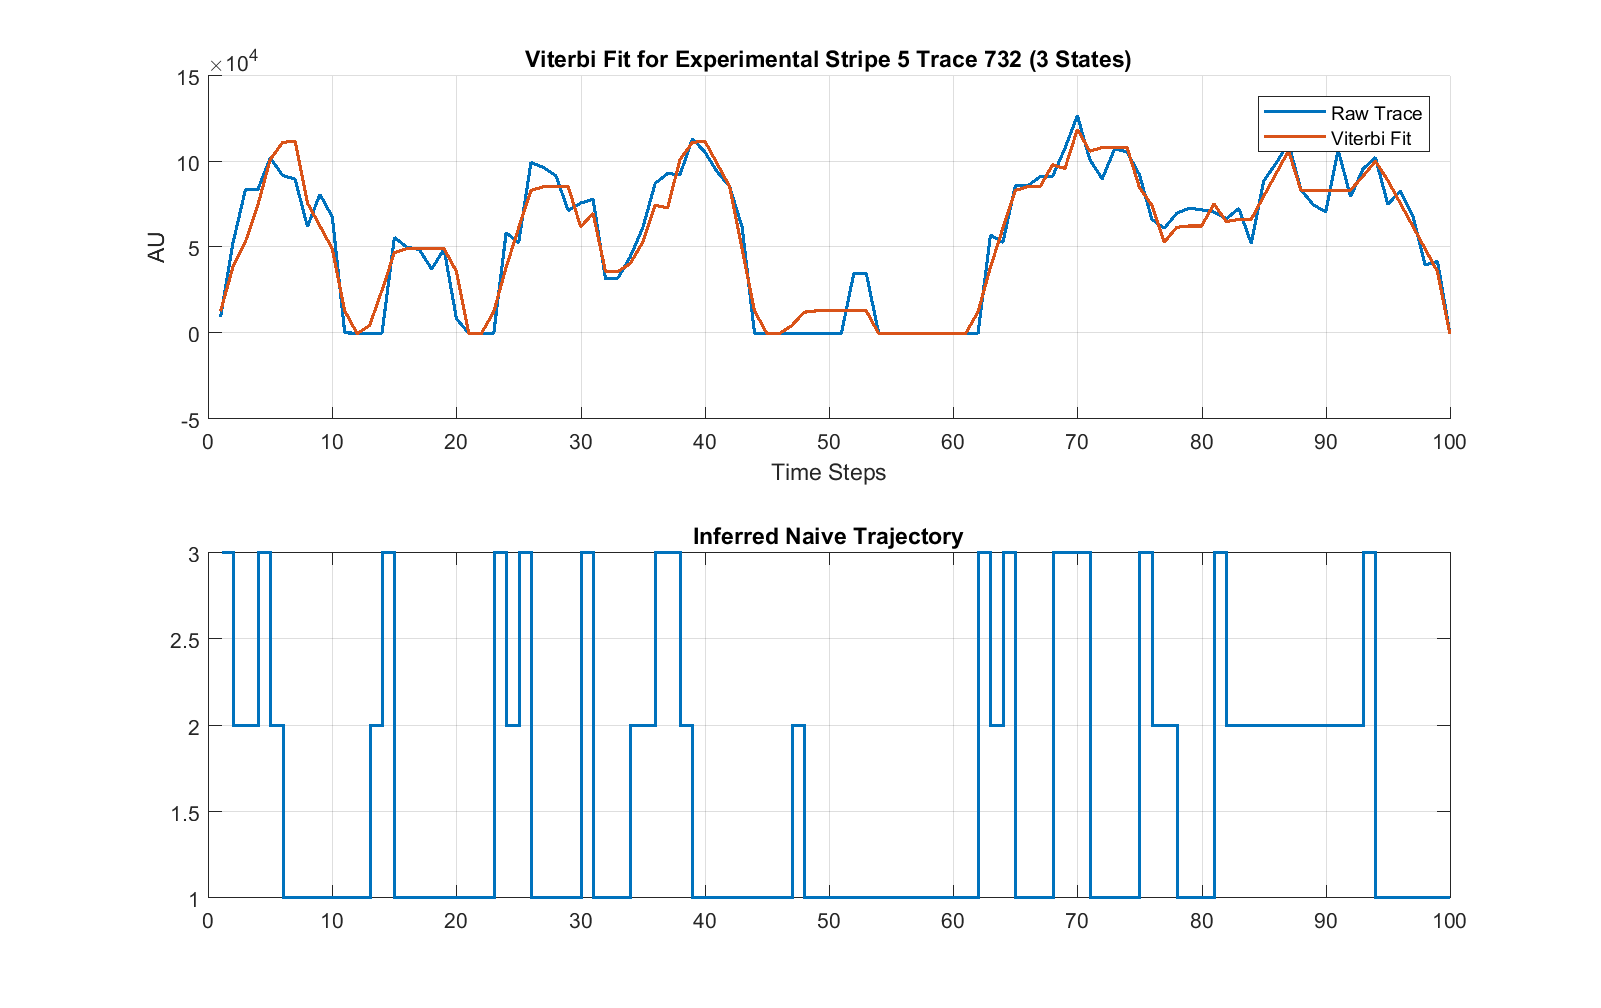 Viterbi Fit for Experimental Stripe 5 Trace 732 (3 States)
×10^4
15
10
5
0
-5
AU
Raw Trace
Viterbi Fit
0 10 20 30 40 50 60 70 80 90 100
Time Steps
Inferred Naive Trajectory
3
2.5
2
1.5
1
0 10 20 30 40 50 60 70 80 90 100